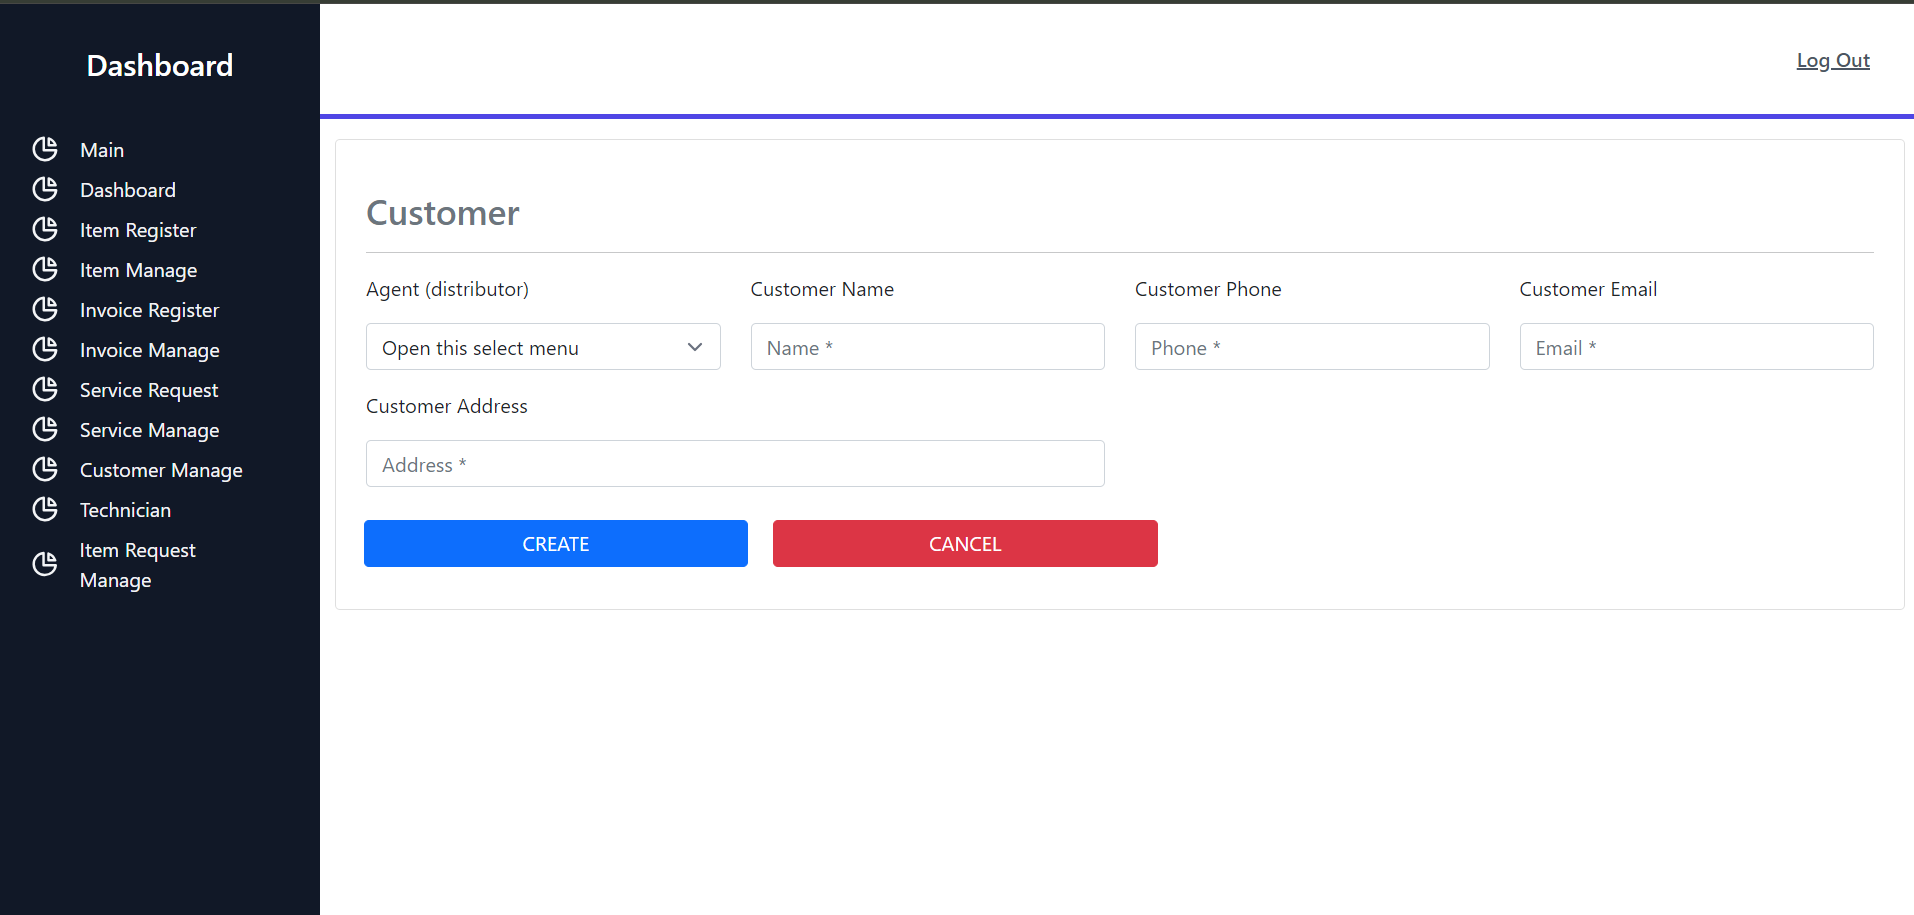 Dashboard
Log Out
Main
Dashboard
Item Register
Item Manage
Invoice Register
Invoice Manage
Service Request
Service Manage
Customer Manage
Technician
Item Request
Manage
Customer
Agent (distributor)
Customer Name
Customer Phone
Customer Email
Open this select menu
Name *
Phone *
Email *
Customer Address
Address *
CREATE
CANCEL